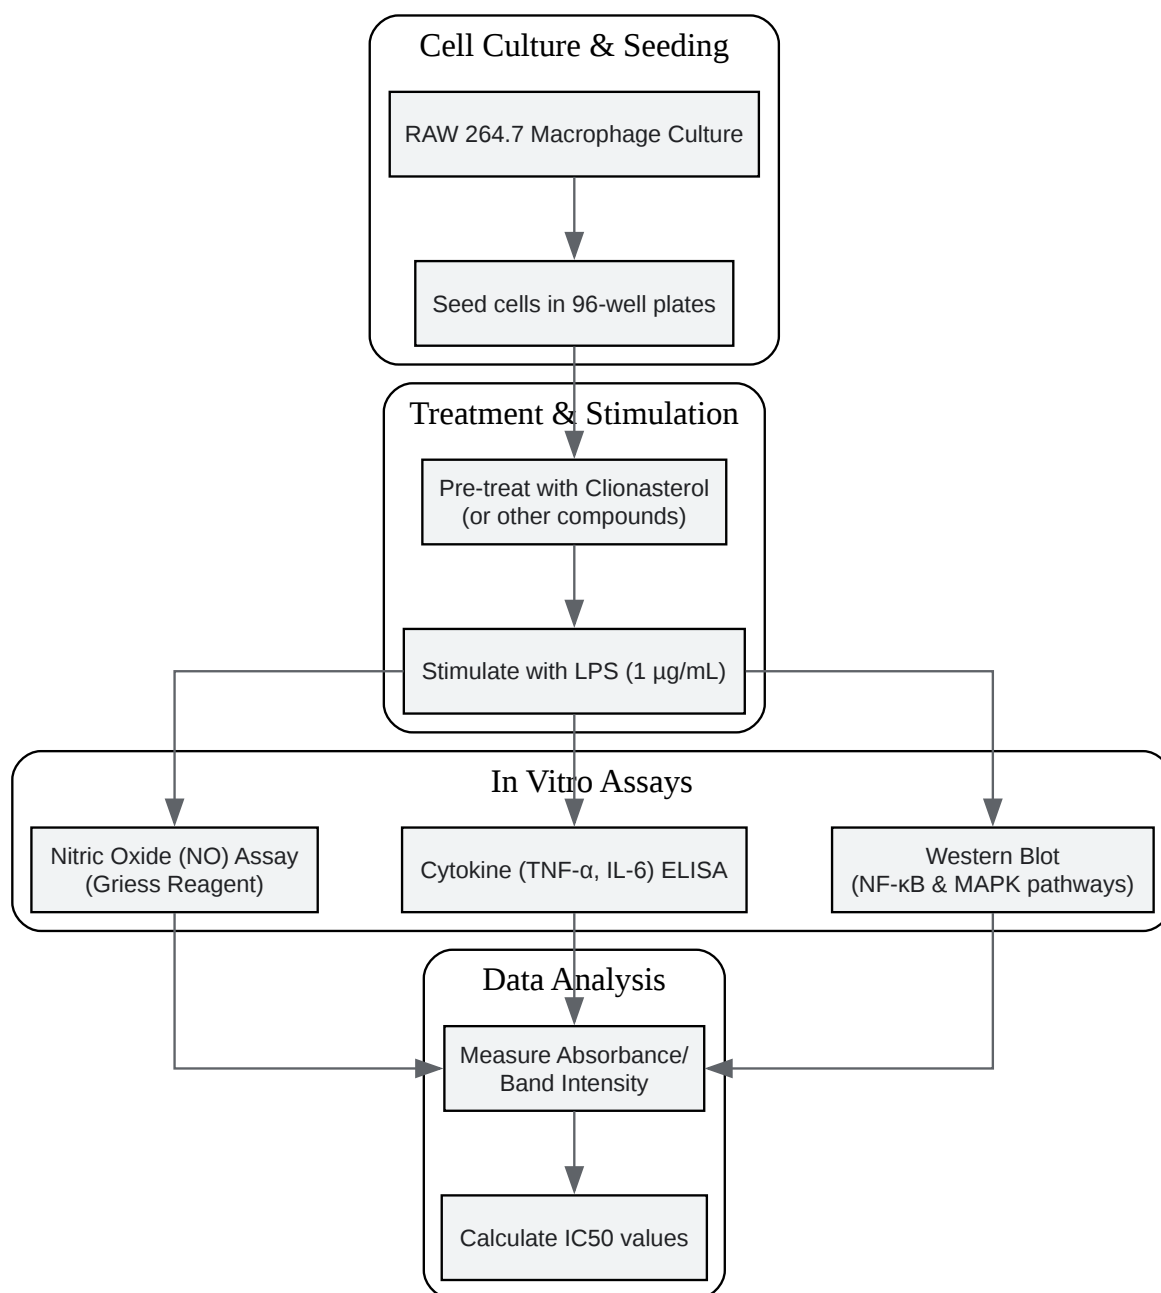 Cell Culture & Seeding
RAW 264.7 Macrophage Culture
Seed cells in 96-well plates
Treatment & Stimulation
Pre-treat with Clionasterol
(or other compounds)
Stimulate with LPS (1 µg/mL)
In Vitro Assays
Nitric Oxide (NO) Assay
(Griess Reagent)
Cytokine (TNF-α, IL-6) ELISA
Western Blot
(NF-κB & MAPK pathways)
Data Analysis
Measure Absorbance/
Band Intensity
Calculate IC50 values